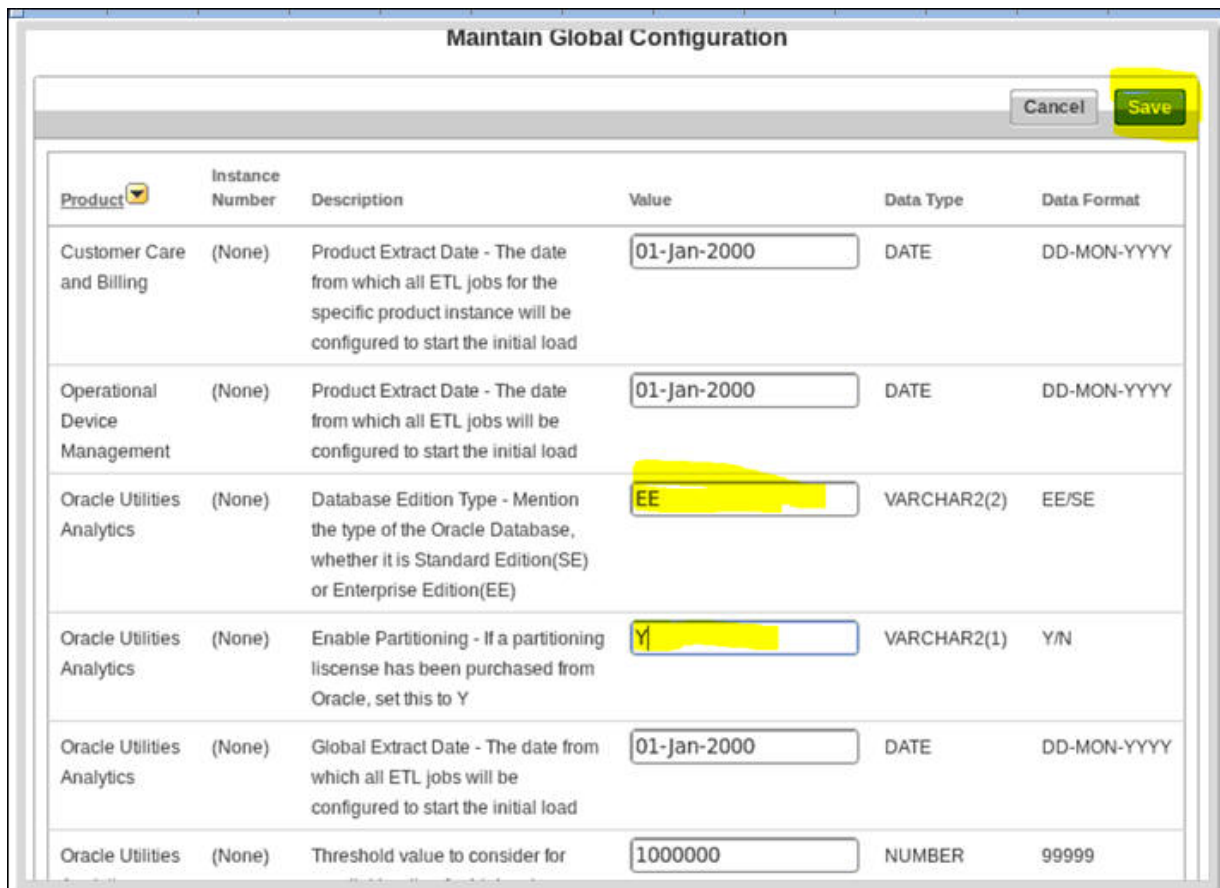 Maintain Global Configuration
Cancel Save
Product Instance Number Description Value Data Type Data Format
Customer Care (None) Product Extract Date - The date 01-Jan-2000 DATE DD-MON-YYYY
and Billing from which all ETL jobs for the
specific product instance will be
configured to start the initial load
Operational (None) Product Extract Date - The date 01-Jan-2000 DATE DD-MON-YYYY
Device from which all ETL jobs will be
Management configured to start the initial load
Oracle Utilities (None) Database Edition Type - Mention EE VARCHAR2(2) EE/SE
Analytics the type of the Oracle Database,
whether it is Standard Edition(SE)
or Enterprise Edition(EE)
Oracle Utilities (None) Enable Partitioning - If a partitioning Y VARCHAR2(1) Y/N
Analytics liscense has been purchased from
Oracle, set this to Y
Oracle Utilities (None) Global Extract Date - The date from 01-Jan-2000 DATE DD-MON-YYYY
Analytics which all ETL jobs will be
configured to start the initial load
Oracle Utilities (None) Threshold value to consider for 1000000 NUMBER 99999